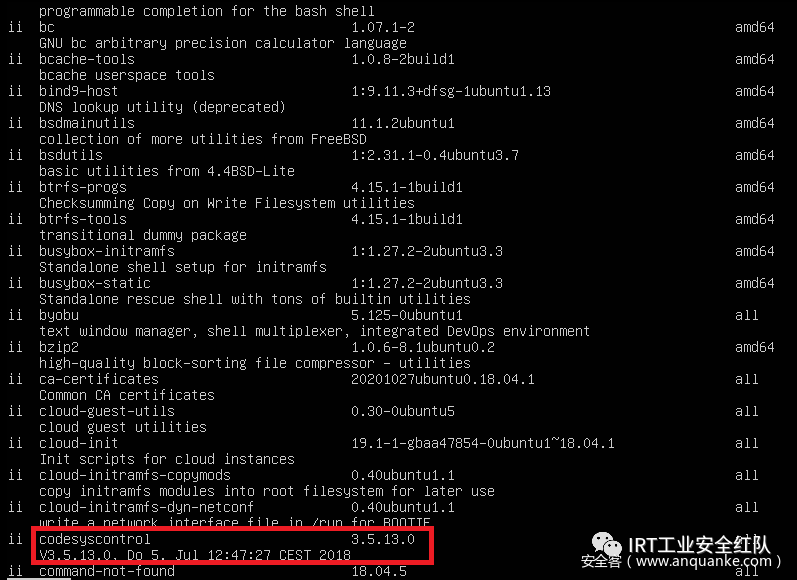 programmable completion for the bash shell
ii bc 1.07.1-2 amd64
GNU bc arbitrary precision calculator language
ii bcache-tools 1.0.8-2build1 amd64
bcache userspace tools
ii bind9-host 1:9.11.3+dfsg-1ubuntu1.13 amd64
DNS lookup utility (deprecated)
ii bsdmainutils 11.1.2ubuntu1 amd64
collection of more utilities from FreeBSD
ii bsdutils 1:2.31.1-0.4ubuntu3.7 amd64
basic utilities from 4.4BSD-Lite
ii btrfs-progs 4.15.1-1build1 amd64
Checksumming Copy on Write Filesystem utilities
ii btrfs-tools 4.15.1-1build1 amd64
transitional dummy package
ii busybox-initramfs 1:1.27.2-2ubuntu3.3 amd64
Standalone shell setup for initramfs
ii busybox-static 1:1.27.2-2ubuntu3.3 amd64
Standalone rescue shell with tons of builtin utilities
ii byobu 5.125-0ubuntu1 all
text window manager, shell multiplexer, integrated DevOps environment
ii bzip2 1.0.6-8.1ubuntu0.2 amd64
high-quality block-sorting file compressor - utilities
ii ca-certificates 20201027ubuntu0.18.04.1 all
Common CA certificates
ii cloud-guest-utils 0.30-0ubuntu5 all
cloud guest utilities
ii cloud-init 19.1-1-gbaa47854-0ubuntu1~18.04.1 all
Init scripts for cloud instances
ii cloud-initramfs-copymods 0.40ubuntu1.1 all
copy initramfs modules into root filesystem for later use
ii cloud-initramfs-dyn-netconf 0.40ubuntu1.1 all
write a network interface file in /run for BOOTIF
ii codesyscontrol 3.5.13.0
V3.5.13.0, Do 5. Jul 12:47:27 CEST 2018
IRT工业安全红队
安全客（www.anquanke.com）
ii command-not-found 18.04.5 all